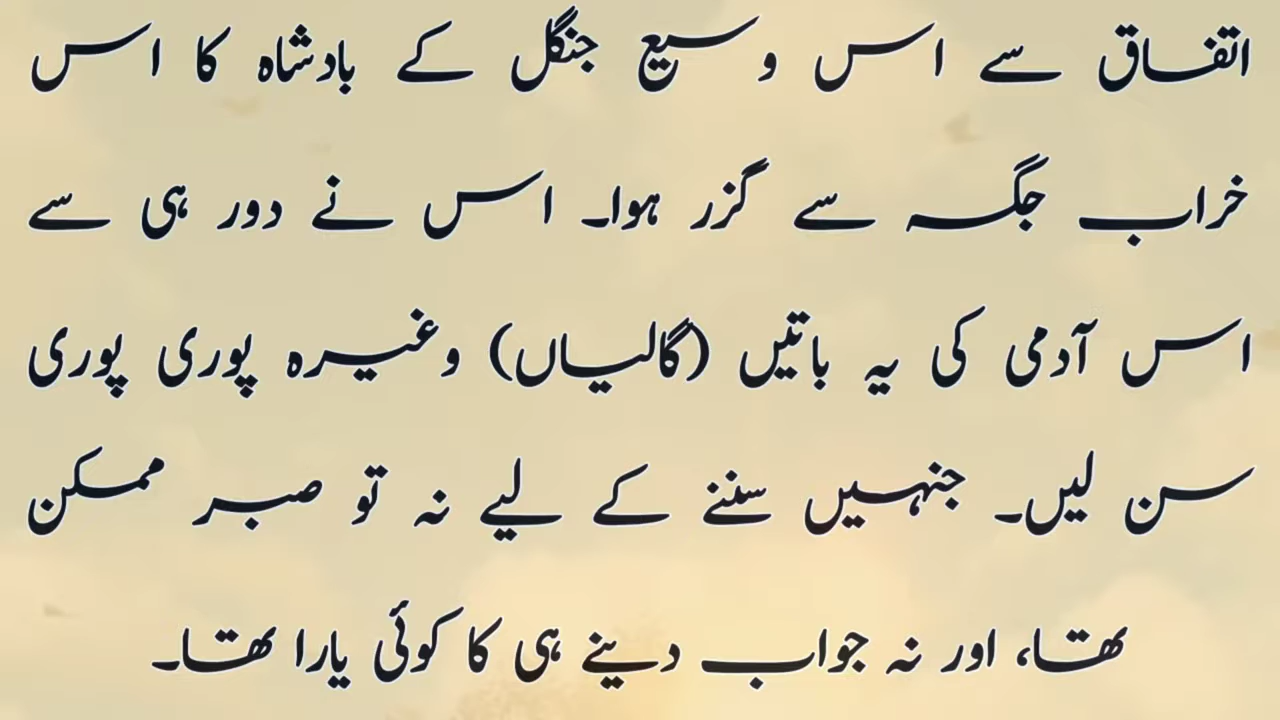 اتفاق سے اس وسیع جنگل کے بادشاہ کا اس
خراب جگہ سے گزر ہوا۔ اس نے دور ہی سے
اس آدمی کی یہ باتیں (گالیاں) وغیرہ پوری پوری
سن لیں۔ جنہیں سننے کے لیے نہ تو صبر ممکن
تھا، اور نہ جواب دینے ہی کا کوئی یارا تھا۔